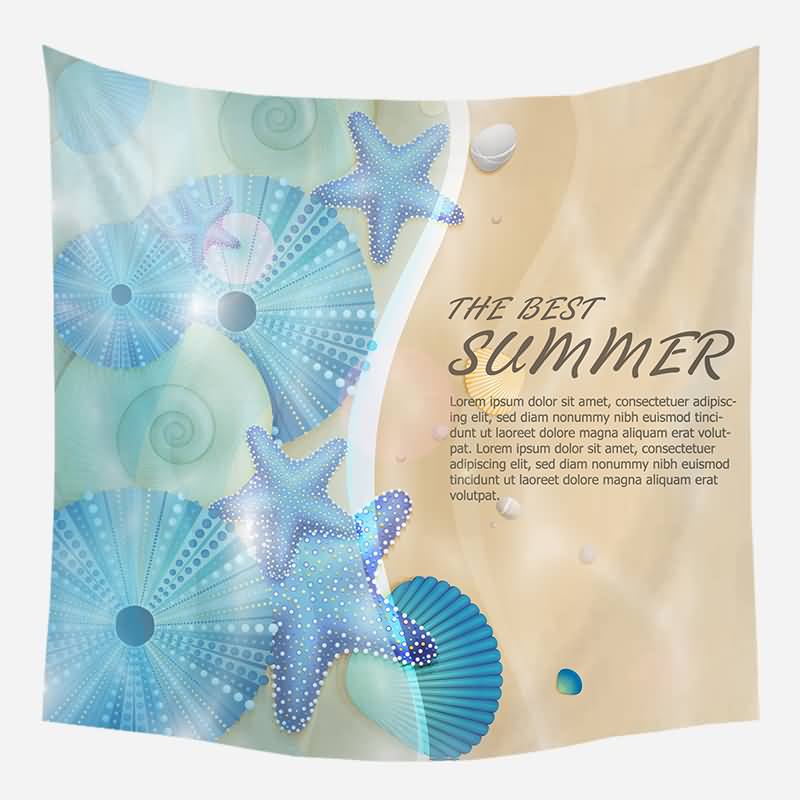 THE BEST
SUMMER
Lorem ipsum dolor sit amet, consectetuer adipisc-
ing elit, sed diam nonummy nibh euismod tinci-
dunt ut laoreet dolore magna aliquam erat volut-
pat. Lorem ipsum dolor sit amet, consectetuer
adipiscing elit, sed diam nonummy nibh euismod
tincidunt ut laoreet dolore magna aliquam erat
volutpat.